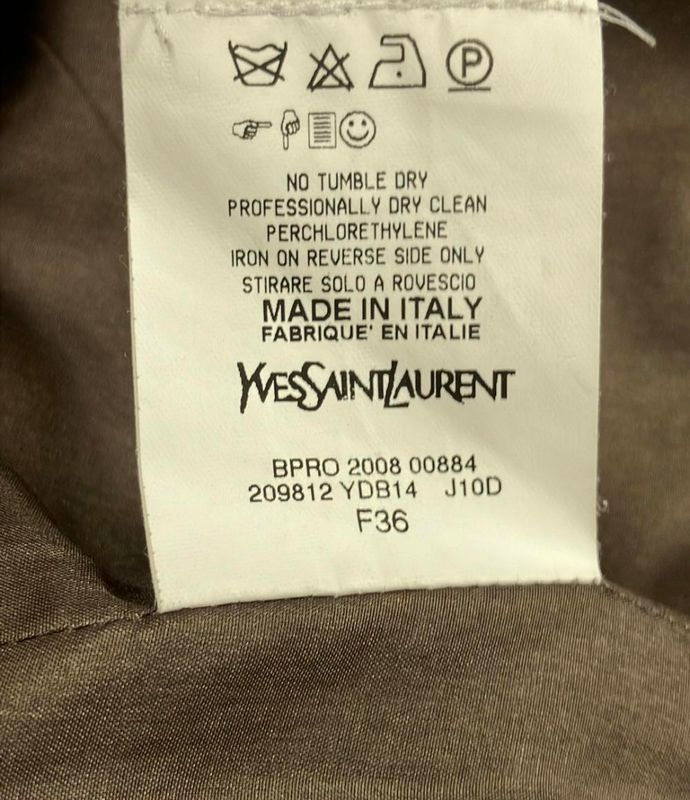 P
NO TUMBLE DRY
PROFESSIONALLY DRY CLEAN
PERCHLORETHYLENE
IRON ON REVERSE SIDE ONLY
STIRARE SOLO A ROVESCIO
MADE IN ITALY
FABRIQUE' EN ITALIE
YVESSAINTLAURENT
BPRO 2008 00884
209812 YDB14 J10D
F36